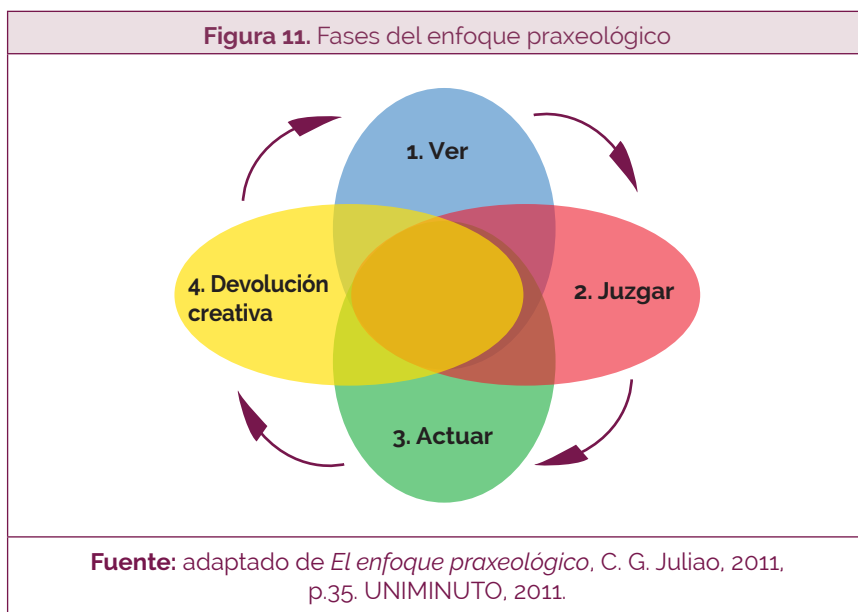 Figura 11. Fases del enfoque praxeológico
1. Ver
2. Juzgar
3. Actuar
4. Devolución
creativa
Fuente: adaptado de El enfoque praxeológico, C. G. Juliao, 2011,
p.35. UNIMINUTO, 2011.